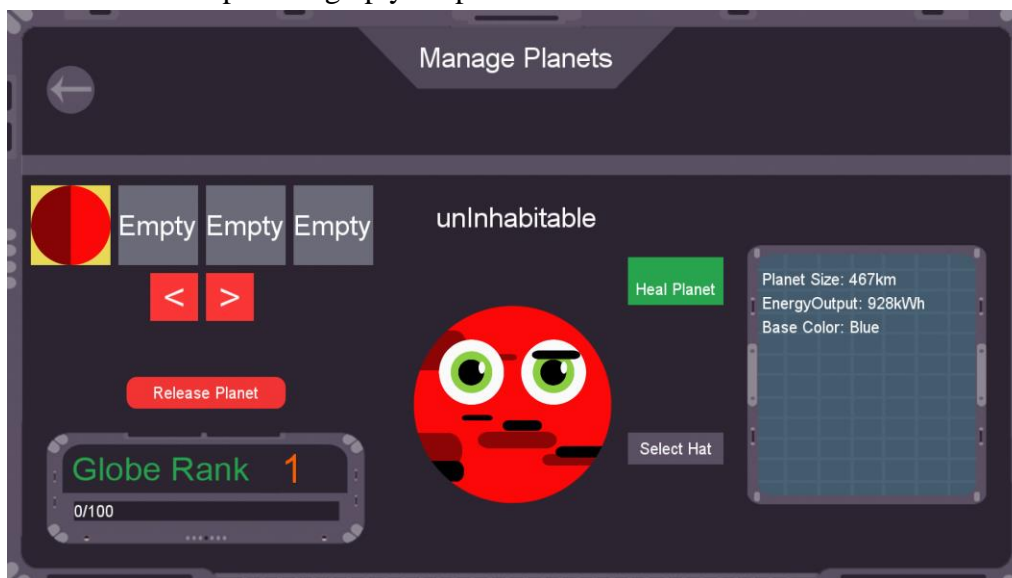 Manage Planets
Empty Empty Empty
unInhabitable
< >
Heal Planet
Planet Size: 467km
EnergyOutput: 928kWh
Base Color: Blue
Release Planet
Select Hat
Globe Rank 1
0/100